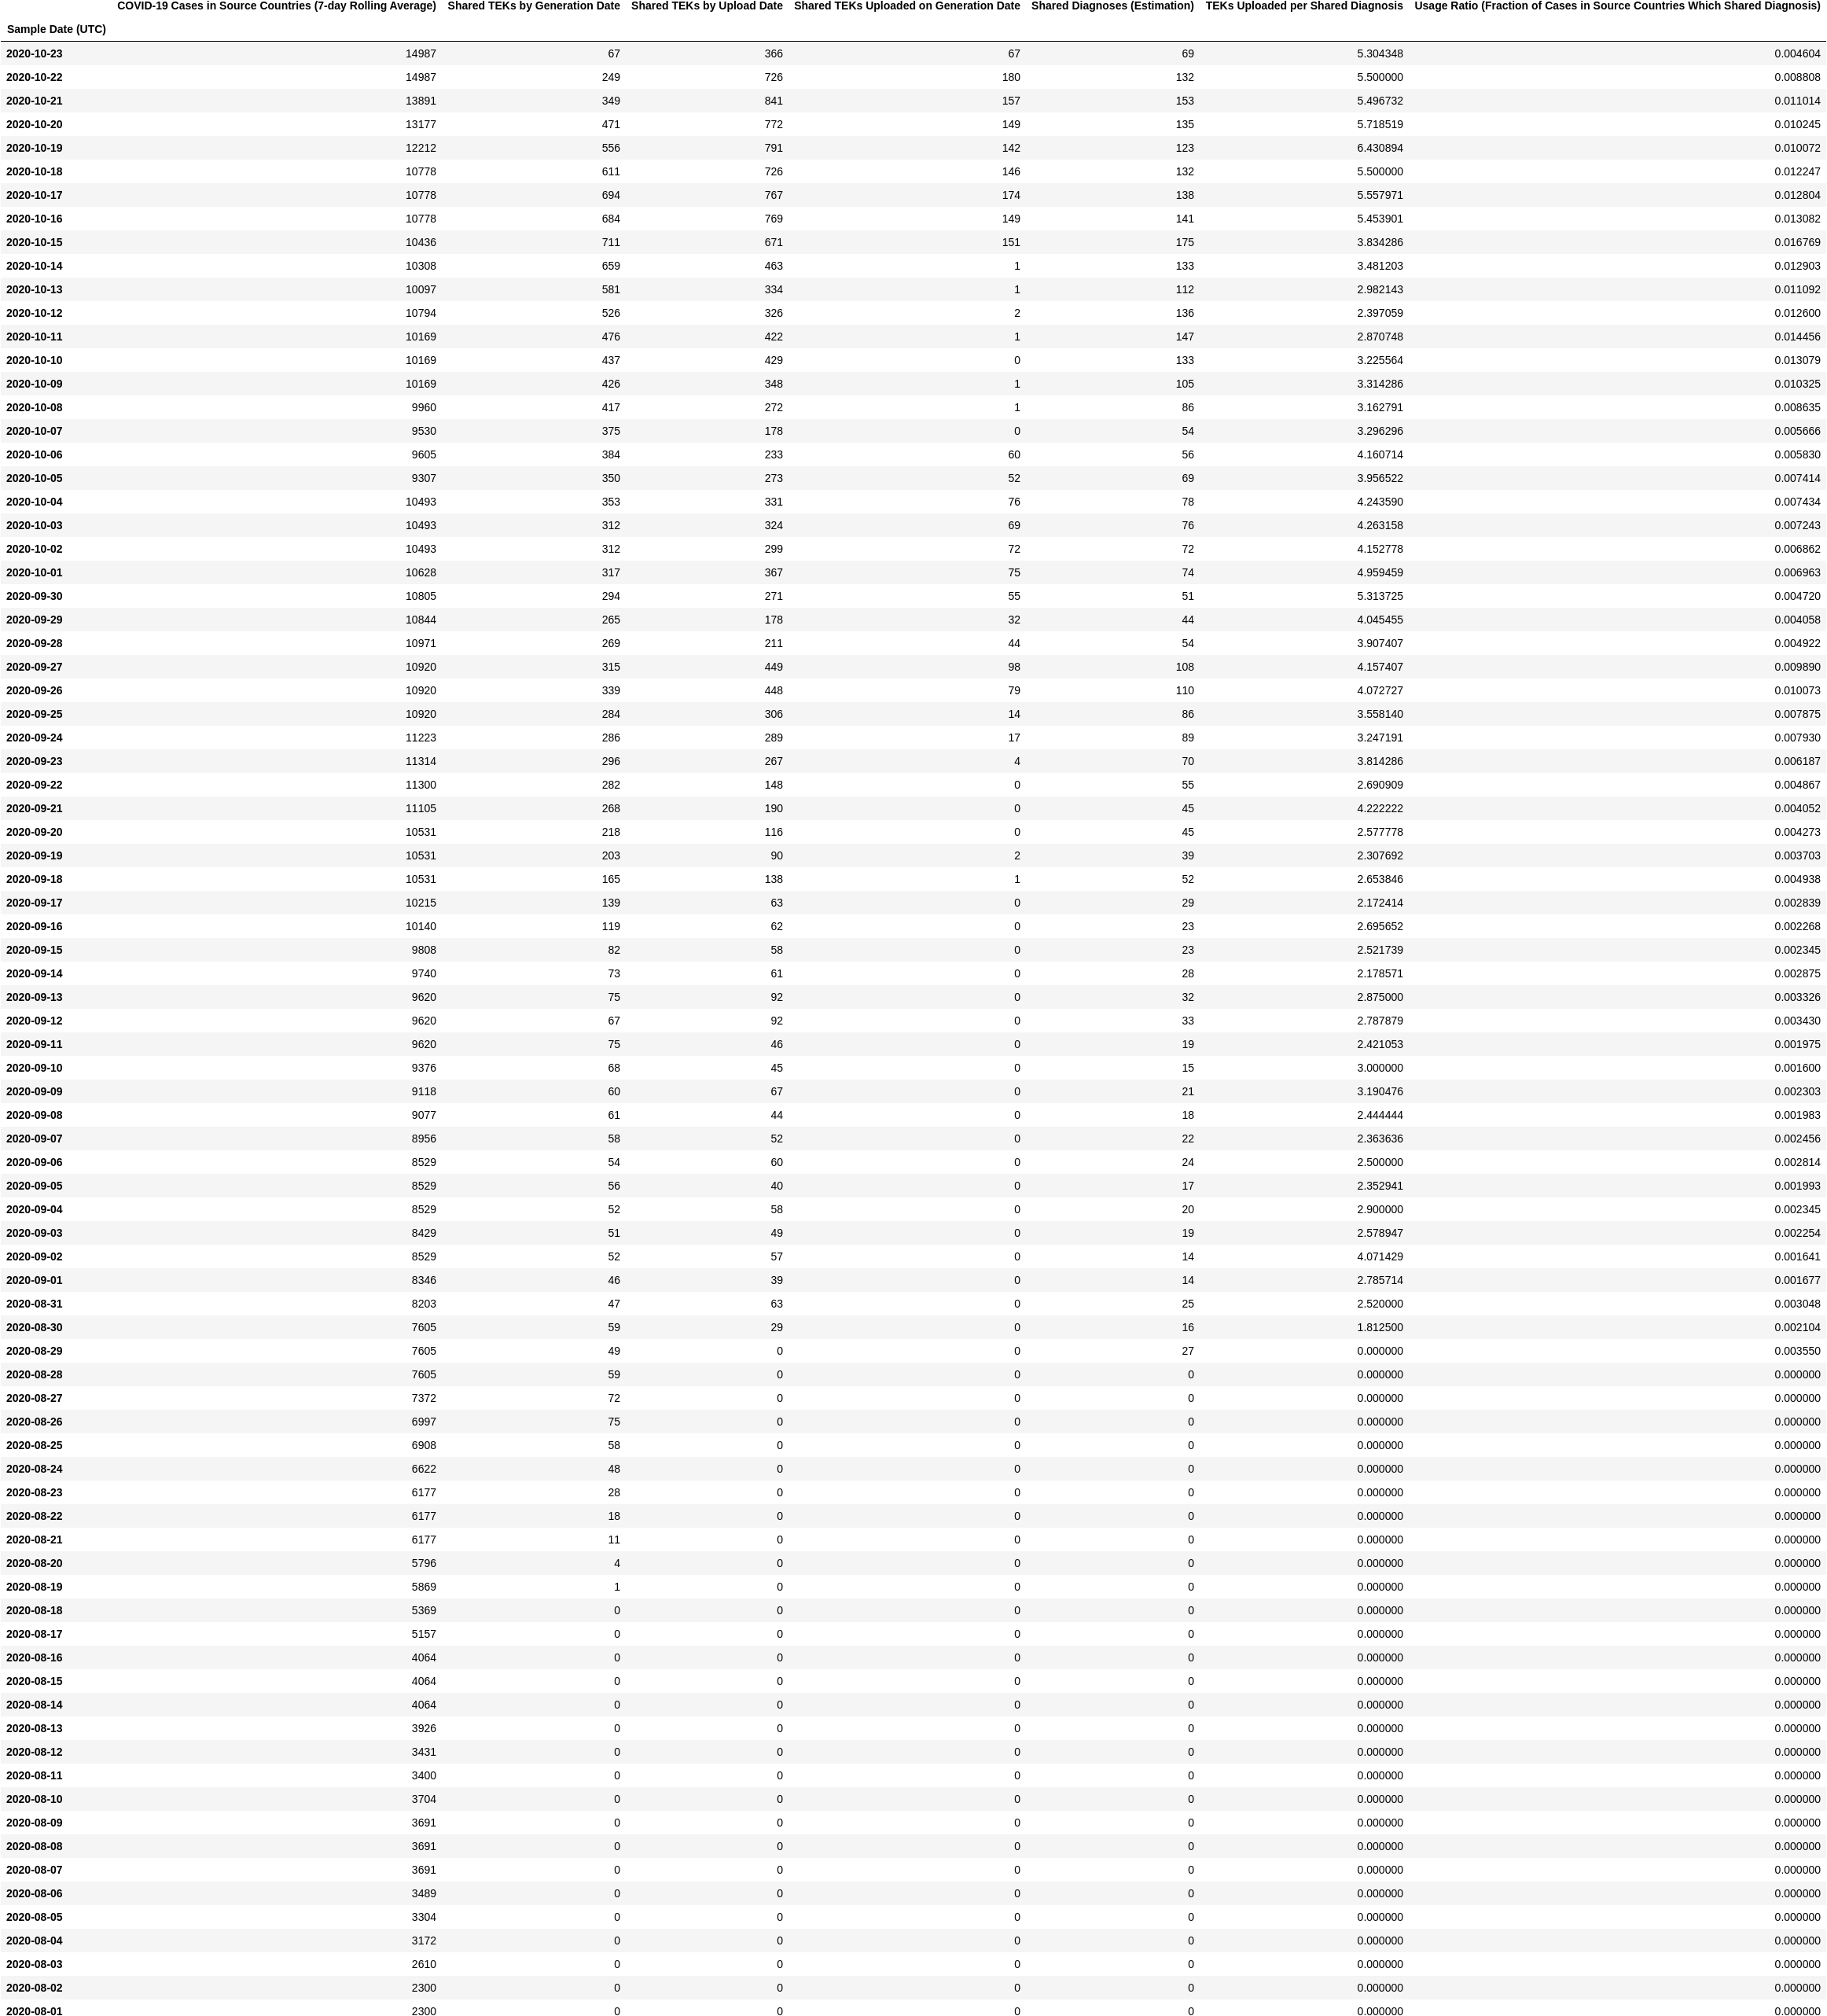 COVID-19 Cases in Source Countries (7-day Rolling Average) Shared TEKs by Generation Date Shared TEKs by Upload Date Shared TEKs Uploaded on Generation Date Shared Diagnoses (Estimation) TEKs Uploaded per Shared Diagnosis Usage Ratio (Fraction of Cases in Source Countries Which Shared Diagnosis)
Sample Date (UTC)
2020-10-23 14987 67 366 67 69 5.304348 0.004604
2020-10-22 14987 249 726 180 132 5.500000 0.008808
2020-10-21 13891 349 841 157 153 5.496732 0.011014
2020-10-20 13177 471 772 149 135 5.718519 0.010245
2020-10-19 12212 556 791 142 123 6.430894 0.010072
2020-10-18 10778 611 726 146 132 5.500000 0.012247
2020-10-17 10778 694 767 174 138 5.557971 0.012804
2020-10-16 10778 684 769 149 141 5.453901 0.013082
2020-10-15 10436 711 671 151 175 3.834286 0.016769
2020-10-14 10308 659 463 1 133 3.481203 0.012903
2020-10-13 10097 581 334 1 112 2.982143 0.011092
2020-10-12 10794 526 326 2 136 2.397059 0.012600
2020-10-11 10169 476 422 1 147 2.870748 0.014456
2020-10-10 10169 437 429 0 133 3.225564 0.013079
2020-10-09 10169 426 348 1 105 3.314286 0.010325
2020-10-08 9960 417 272 1 86 3.162791 0.008635
2020-10-07 9530 375 178 0 54 3.296296 0.005666
2020-10-06 9605 384 233 60 56 4.160714 0.005830
2020-10-05 9307 350 273 52 69 3.956522 0.007414
2020-10-04 10493 353 331 76 78 4.243590 0.007434
2020-10-03 10493 312 324 69 76 4.263158 0.007243
2020-10-02 10493 312 299 72 72 4.152778 0.006862
2020-10-01 10628 317 367 75 74 4.959459 0.006963
2020-09-30 10805 294 271 55 51 5.313725 0.004720
2020-09-29 10844 265 178 32 44 4.045455 0.004058
2020-09-28 10971 269 211 44 54 3.907407 0.004922
2020-09-27 10920 315 449 98 108 4.157407 0.009890
2020-09-26 10920 339 448 79 110 4.072727 0.010073
2020-09-25 10920 284 306 14 86 3.558140 0.007875
2020-09-24 11223 286 289 17 89 3.247191 0.007930
2020-09-23 11314 296 267 4 70 3.814286 0.006187
2020-09-22 11300 282 148 0 55 2.690909 0.004867
2020-09-21 11105 268 190 0 45 4.222222 0.004052
2020-09-20 10531 218 116 0 45 2.577778 0.004273
2020-09-19 10531 203 90 2 39 2.307692 0.003703
2020-09-18 10531 165 138 1 52 2.653846 0.004938
2020-09-17 10215 139 63 0 29 2.172414 0.002839
2020-09-16 10140 119 62 0 23 2.695652 0.002268
2020-09-15 9808 82 58 0 23 2.521739 0.002345
2020-09-14 9740 73 61 0 28 2.178571 0.002875
2020-09-13 9620 75 92 0 32 2.875000 0.003326
2020-09-12 9620 67 92 0 33 2.787879 0.003430
2020-09-11 9620 75 46 0 19 2.421053 0.001975
2020-09-10 9376 68 45 0 15 3.000000 0.001600
2020-09-09 9118 60 67 0 21 3.190476 0.002303
2020-09-08 9077 61 44 0 18 2.444444 0.001983
2020-09-07 8956 58 52 0 22 2.363636 0.002456
2020-09-06 8529 54 60 0 24 2.500000 0.002814
2020-09-05 8529 56 40 0 17 2.352941 0.001993
2020-09-04 8529 52 58 0 20 2.900000 0.002345
2020-09-03 8429 51 49 0 19 2.578947 0.002254
2020-09-02 8529 52 57 0 14 4.071429 0.001641
2020-09-01 8346 46 39 0 14 2.785714 0.001677
2020-08-31 8203 47 63 0 25 2.520000 0.003048
2020-08-30 7605 59 29 0 16 1.812500 0.002104
2020-08-29 7605 49 0 0 27 0.000000 0.003550
2020-08-28 7605 59 0 0 0 0.000000 0.000000
2020-08-27 7372 72 0 0 0 0.000000 0.000000
2020-08-26 6997 75 0 0 0 0.000000 0.000000
2020-08-25 6908 58 0 0 0 0.000000 0.000000
2020-08-24 6622 48 0 0 0 0.000000 0.000000
2020-08-23 6177 28 0 0 0 0.000000 0.000000
2020-08-22 6177 18 0 0 0 0.000000 0.000000
2020-08-21 6177 11 0 0 0 0.000000 0.000000
2020-08-20 5796 4 0 0 0 0.000000 0.000000
2020-08-19 5869 1 0 0 0 0.000000 0.000000
2020-08-18 5369 0 0 0 0 0.000000 0.000000
2020-08-17 5157 0 0 0 0 0.000000 0.000000
2020-08-16 4064 0 0 0 0 0.000000 0.000000
2020-08-15 4064 0 0 0 0 0.000000 0.000000
2020-08-14 4064 0 0 0 0 0.000000 0.000000
2020-08-13 3926 0 0 0 0 0.000000 0.000000
2020-08-12 3431 0 0 0 0 0.000000 0.000000
2020-08-11 3400 0 0 0 0 0.000000 0.000000
2020-08-10 3704 0 0 0 0 0.000000 0.000000
2020-08-09 3691 0 0 0 0 0.000000 0.000000
2020-08-08 3691 0 0 0 0 0.000000 0.000000
2020-08-07 3691 0 0 0 0 0.000000 0.000000
2020-08-06 3489 0 0 0 0 0.000000 0.000000
2020-08-05 3304 0 0 0 0 0.000000 0.000000
2020-08-04 3172 0 0 0 0 0.000000 0.000000
2020-08-03 2610 0 0 0 0 0.000000 0.000000
2020-08-02 2300 0 0 0 0 0.000000 0.000000
2020-08-01 2300 0 0 0 0 0.000000 0.000000